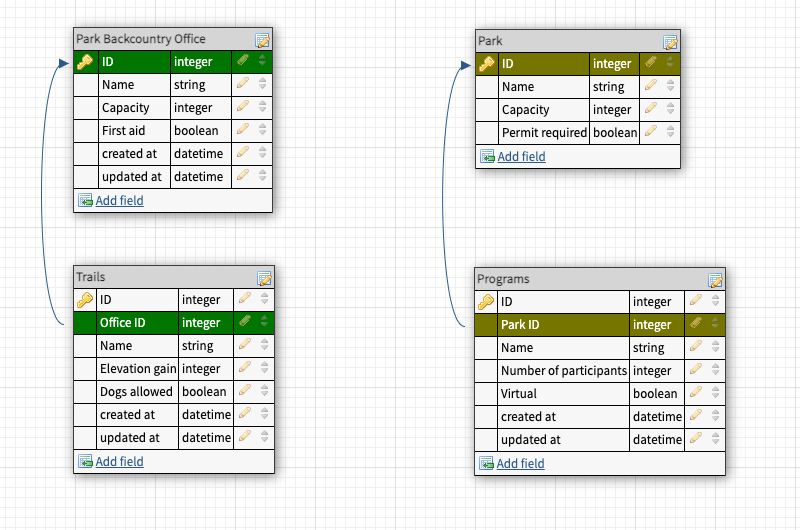 Park Backcountry Office
ID integer
Name string
Capacity integer
First aid boolean
created at datetime
updated at datetime
Add field
Park
ID integer
Name string
Capacity integer
Permit required boolean
Add field
Trails
ID integer
Office ID integer
Name string
Elevation gain integer
Dogs allowed boolean
created at datetime
updated at datetime
Add field
Programs
ID integer
Park ID integer
Name string
Number of participants integer
Virtual boolean
created at datetime
updated at datetime
Add field